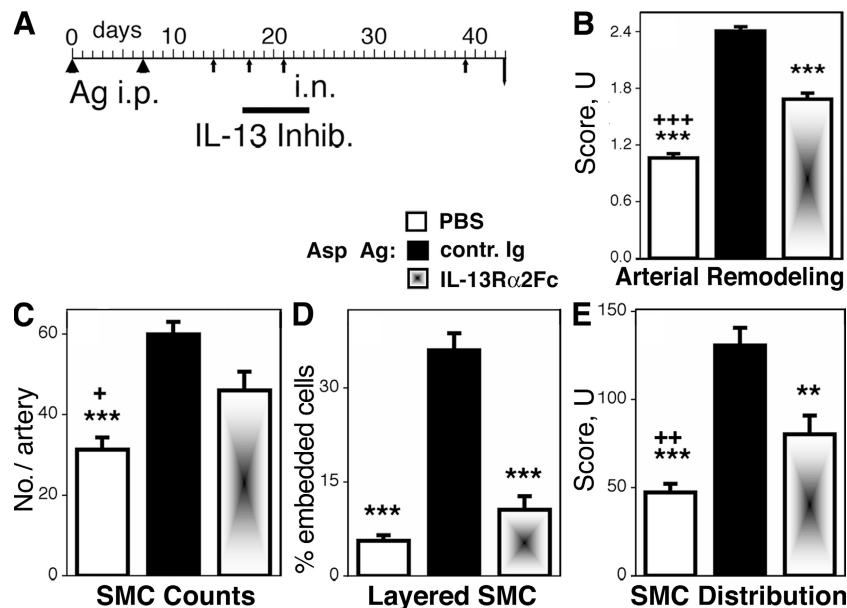 A
0 days 10 20 30 40
Ag i.p.
i.n.
IL-13 Inhib.
PBS
Asp Ag: contr. Ig
IL-13Rα2Fc
B
Score, U
2.4
1.8
1.2
0.6
0.0
+++
***
***
Arterial Remodeling
C
No./ artery
60
40
20
0
+
***
SMC Counts
D
% embedded cells
30
15
0
***
***
Layered SMC
E
Score, U
150
100
50
0
++
***
**
SMC Distribution